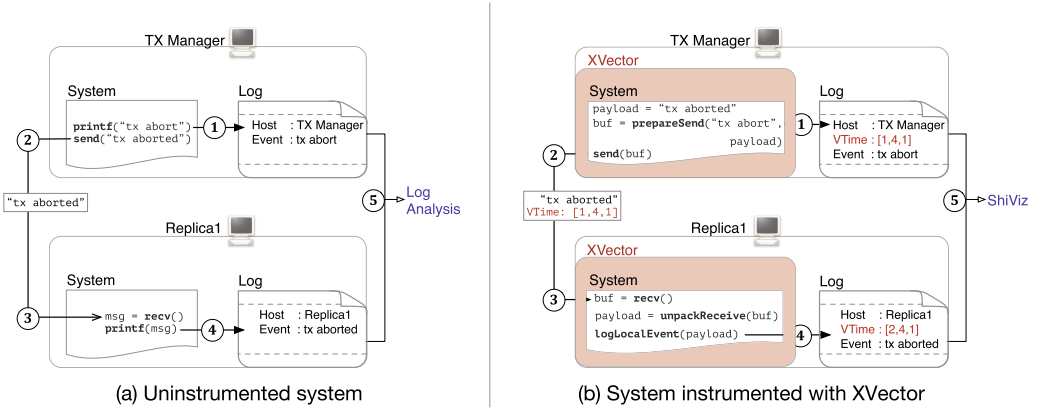 TX Manager
System
Log
printf(“tx abort”)
send(“tx aborted”)
1
Host : TX Manager
Event : tx abort
2
“tx aborted”
5
Log
Analysis
Replica1
System
Log
3
msg = recv()
printf(msg)
4
Host : Replica1
Event : tx aborted
(a) Uninstrumented system
TX Manager
XVector
System
Log
payload = “tx aborted”
buf = prepareSend(“tx abort”,
payload)
send(buf)
1
Host : TX Manager
VTime : [1,4,1]
Event : tx abort
2
“tx aborted”
VTime: [1,4,1]
5
ShiViz
Replica1
XVector
System
Log
3
buf = recv()
payload = unpackReceive(buf)
logLocalEvent(payload)
4
Host : Replica1
VTime : [2,4,1]
Event : tx aborted
(b) System instrumented with XVector